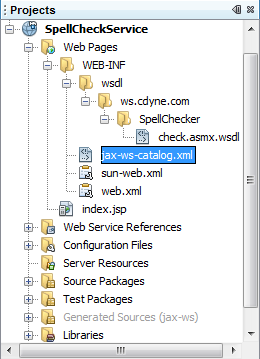 Projects
SpellCheckService
Web Pages
WEB-INF
wsdl
ws.cdyne.com
SpellChecker
check.asmx.wsdl
jax-ws-catalog.xml
sun-web.xml
web.xml
index.jsp
Web Service References
Configuration Files
Server Resources
Source Packages
Test Packages
Generated Sources (jax-ws)
Libraries